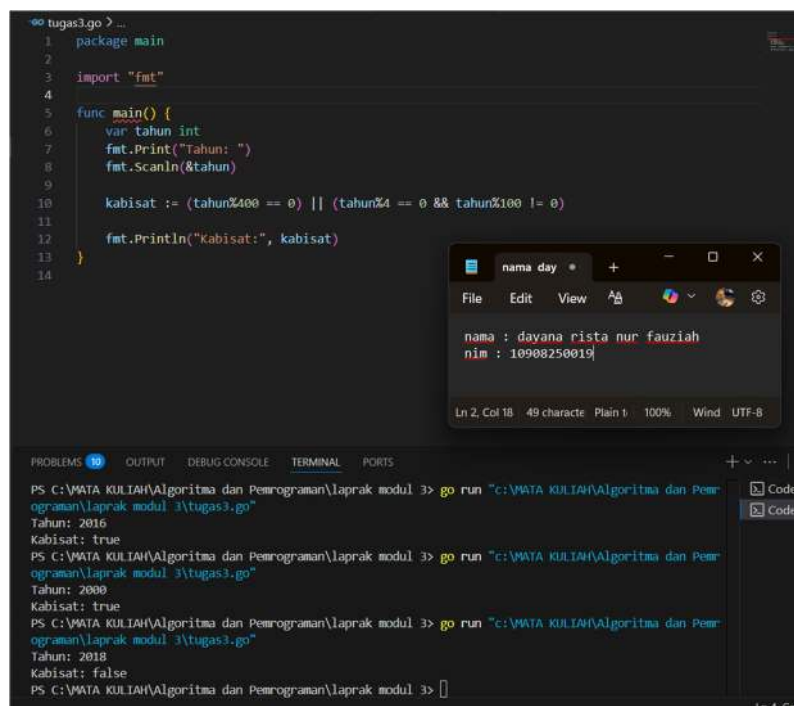 GO tugas3.go > ...
1 package main
2
3 import "fmt"
4
5 func main() {
6 var tahun int
7 fmt.Print("Tahun: ")
8 fmt.Scanln(&tahun)
9
10 kabisat := (tahun%400 == 0) || (tahun%4 == 0 && tahun%100 != 0)
11
12 fmt.Println("Kabisat:", kabisat)
13 }
14
nama day
File Edit View
nama : dayana rista nur fauziah
nim : 10908250019
Ln 2, Col 18 49 characte Plain t 100% Wind UTF-8
PROBLEMS 10 OUTPUT DEBUG CONSOLE TERMINAL PORTS
PS C:\MATA KULIAH\Algoritma dan Pemrograman\laprak modul 3> go run "c:\MATA KULIAH\Algoritma dan Pemr
ograman\laprak modul 3\tugas3.go"
Tahun: 2016
Kabisat: true
PS C:\MATA KULIAH\Algoritma dan Pemrograman\laprak modul 3> go run "c:\MATA KULIAH\Algoritma dan Pemr
ograman\laprak modul 3\tugas3.go"
Tahun: 2000
Kabisat: true
PS C:\MATA KULIAH\Algoritma dan Pemrograman\laprak modul 3> go run "c:\MATA KULIAH\Algoritma dan Pemr
ograman\laprak modul 3\tugas3.go"
Tahun: 2018
Kabisat: false
PS C:\MATA KULIAH\Algoritma dan Pemrograman\laprak modul 3>
Code
Code